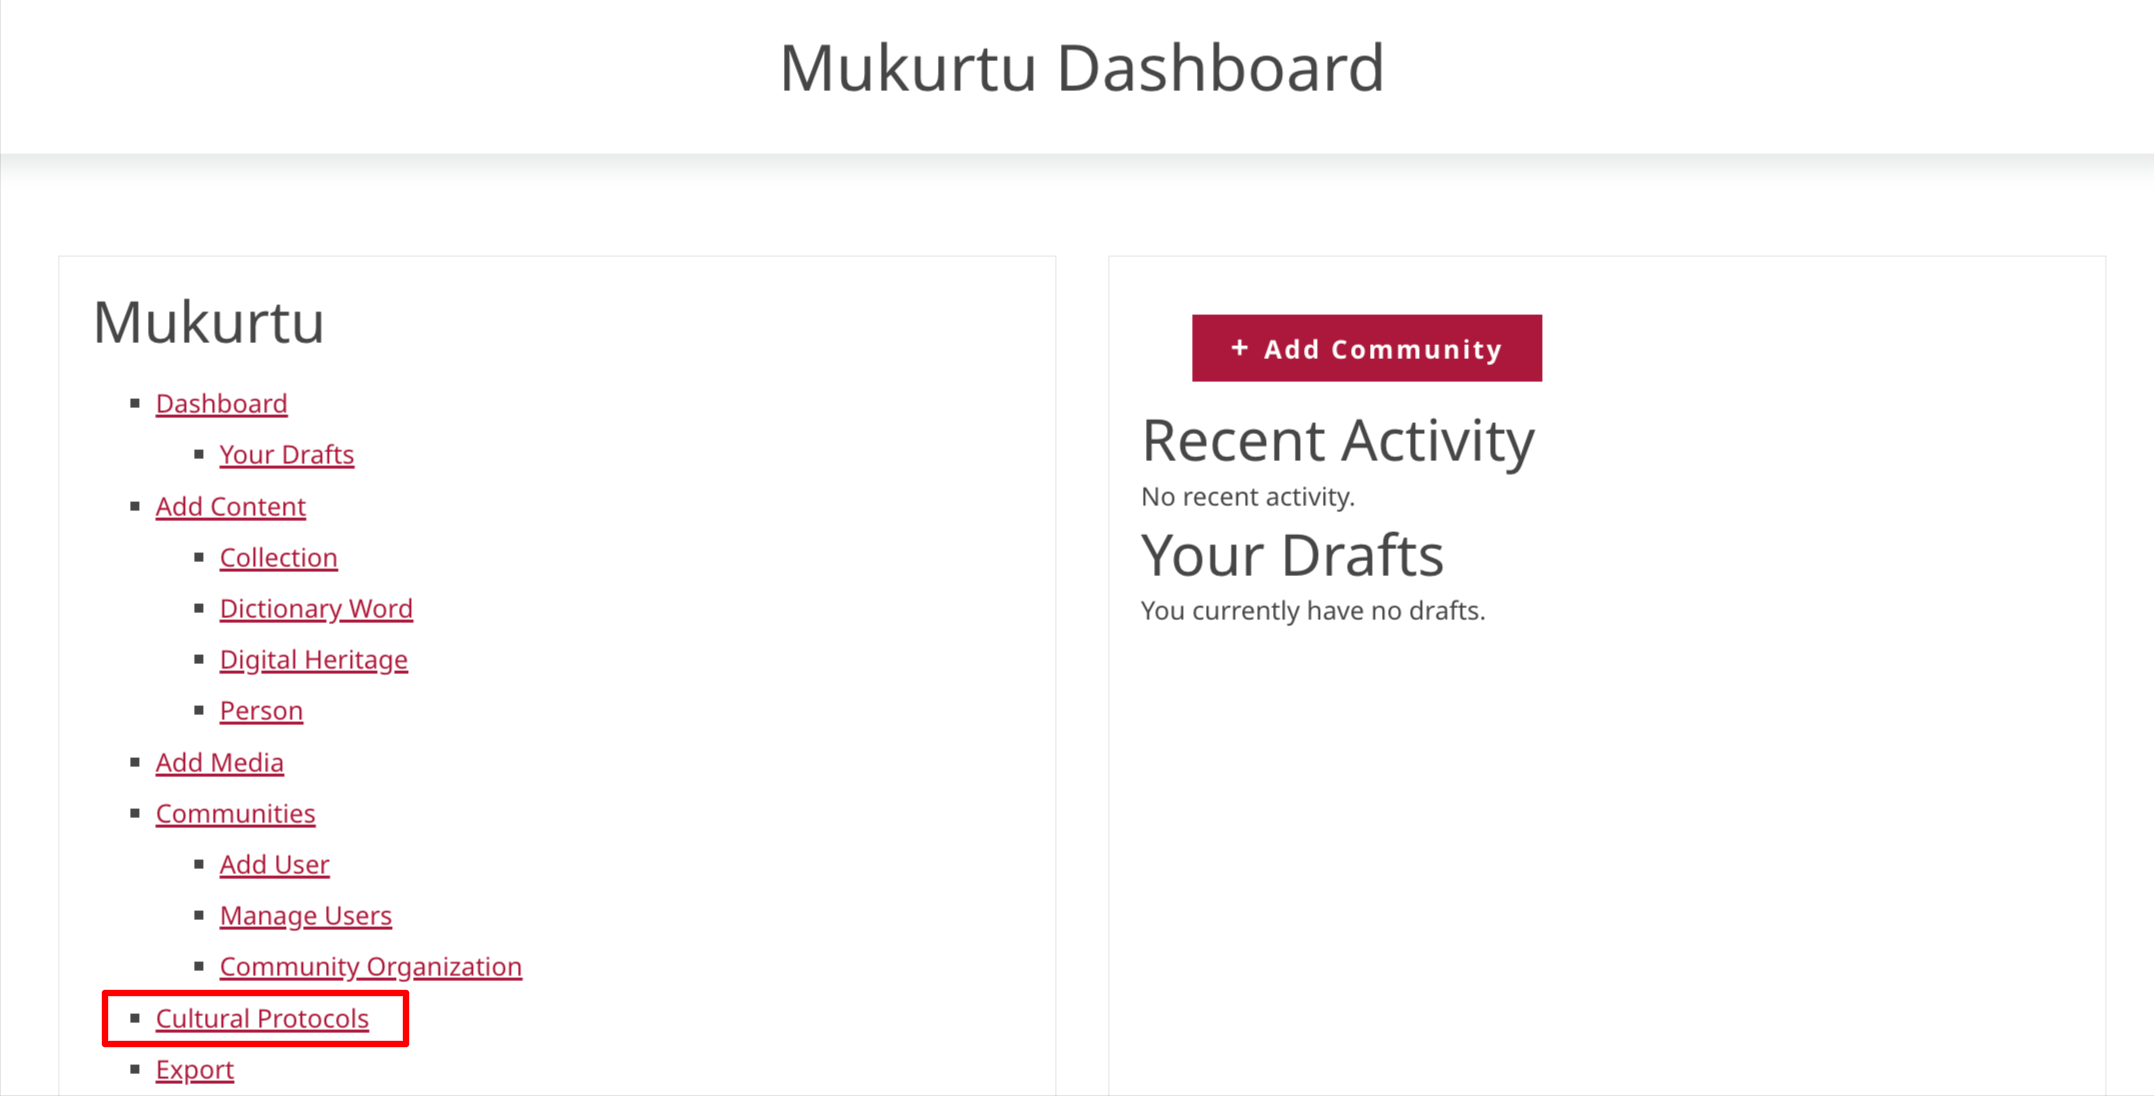 Mukurtu Dashboard
Mukurtu
Dashboard
Your Drafts
Add Content
Collection
Dictionary Word
Digital Heritage
Person
Add Media
Communities
Add User
Manage Users
Community Organization
Cultural Protocols
Export
+ Add Community
Recent Activity
No recent activity.
Your Drafts
You currently have no drafts.